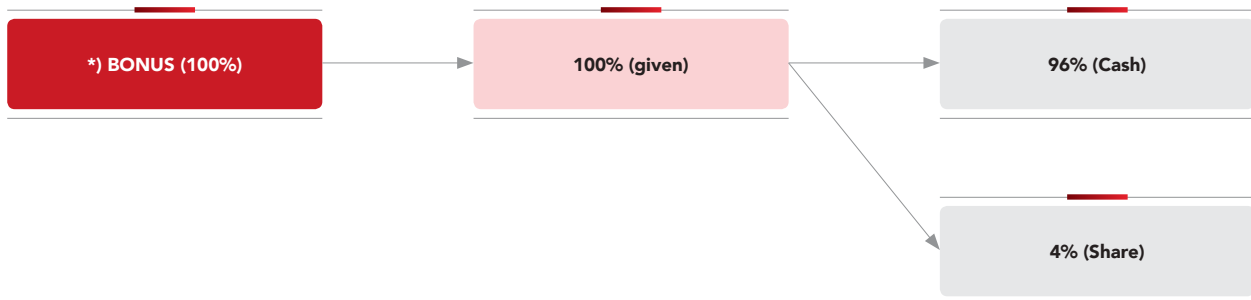 *) BONUS (100%)
100% (given)
96% (Cash)
4% (Share)